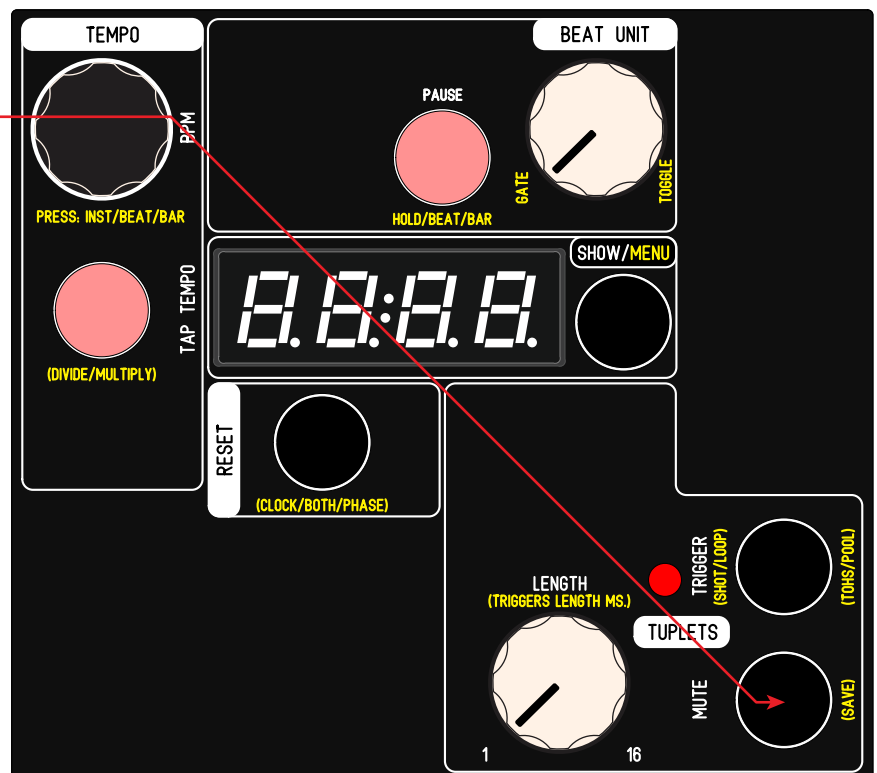 TEMPO
BPM
PRESS: INST/BEAT/BAR
TAP TEMPO
(DIVIDE/MULTIPLY)
BEAT UNIT
PAUSE
HOLD/BEAT/BAR
GATE
TOGGLE
8.8:8.8.
SHOW/MENU
RESET
(CLOCK/BOTH/PHASE)
LENGTH
(TRIGGERS LENGTH MS.)
1
16
TUPLETS
TRIGGER
(SHOT/LOOP)
(TOHS/POOL)
MUTE
(SAVE)